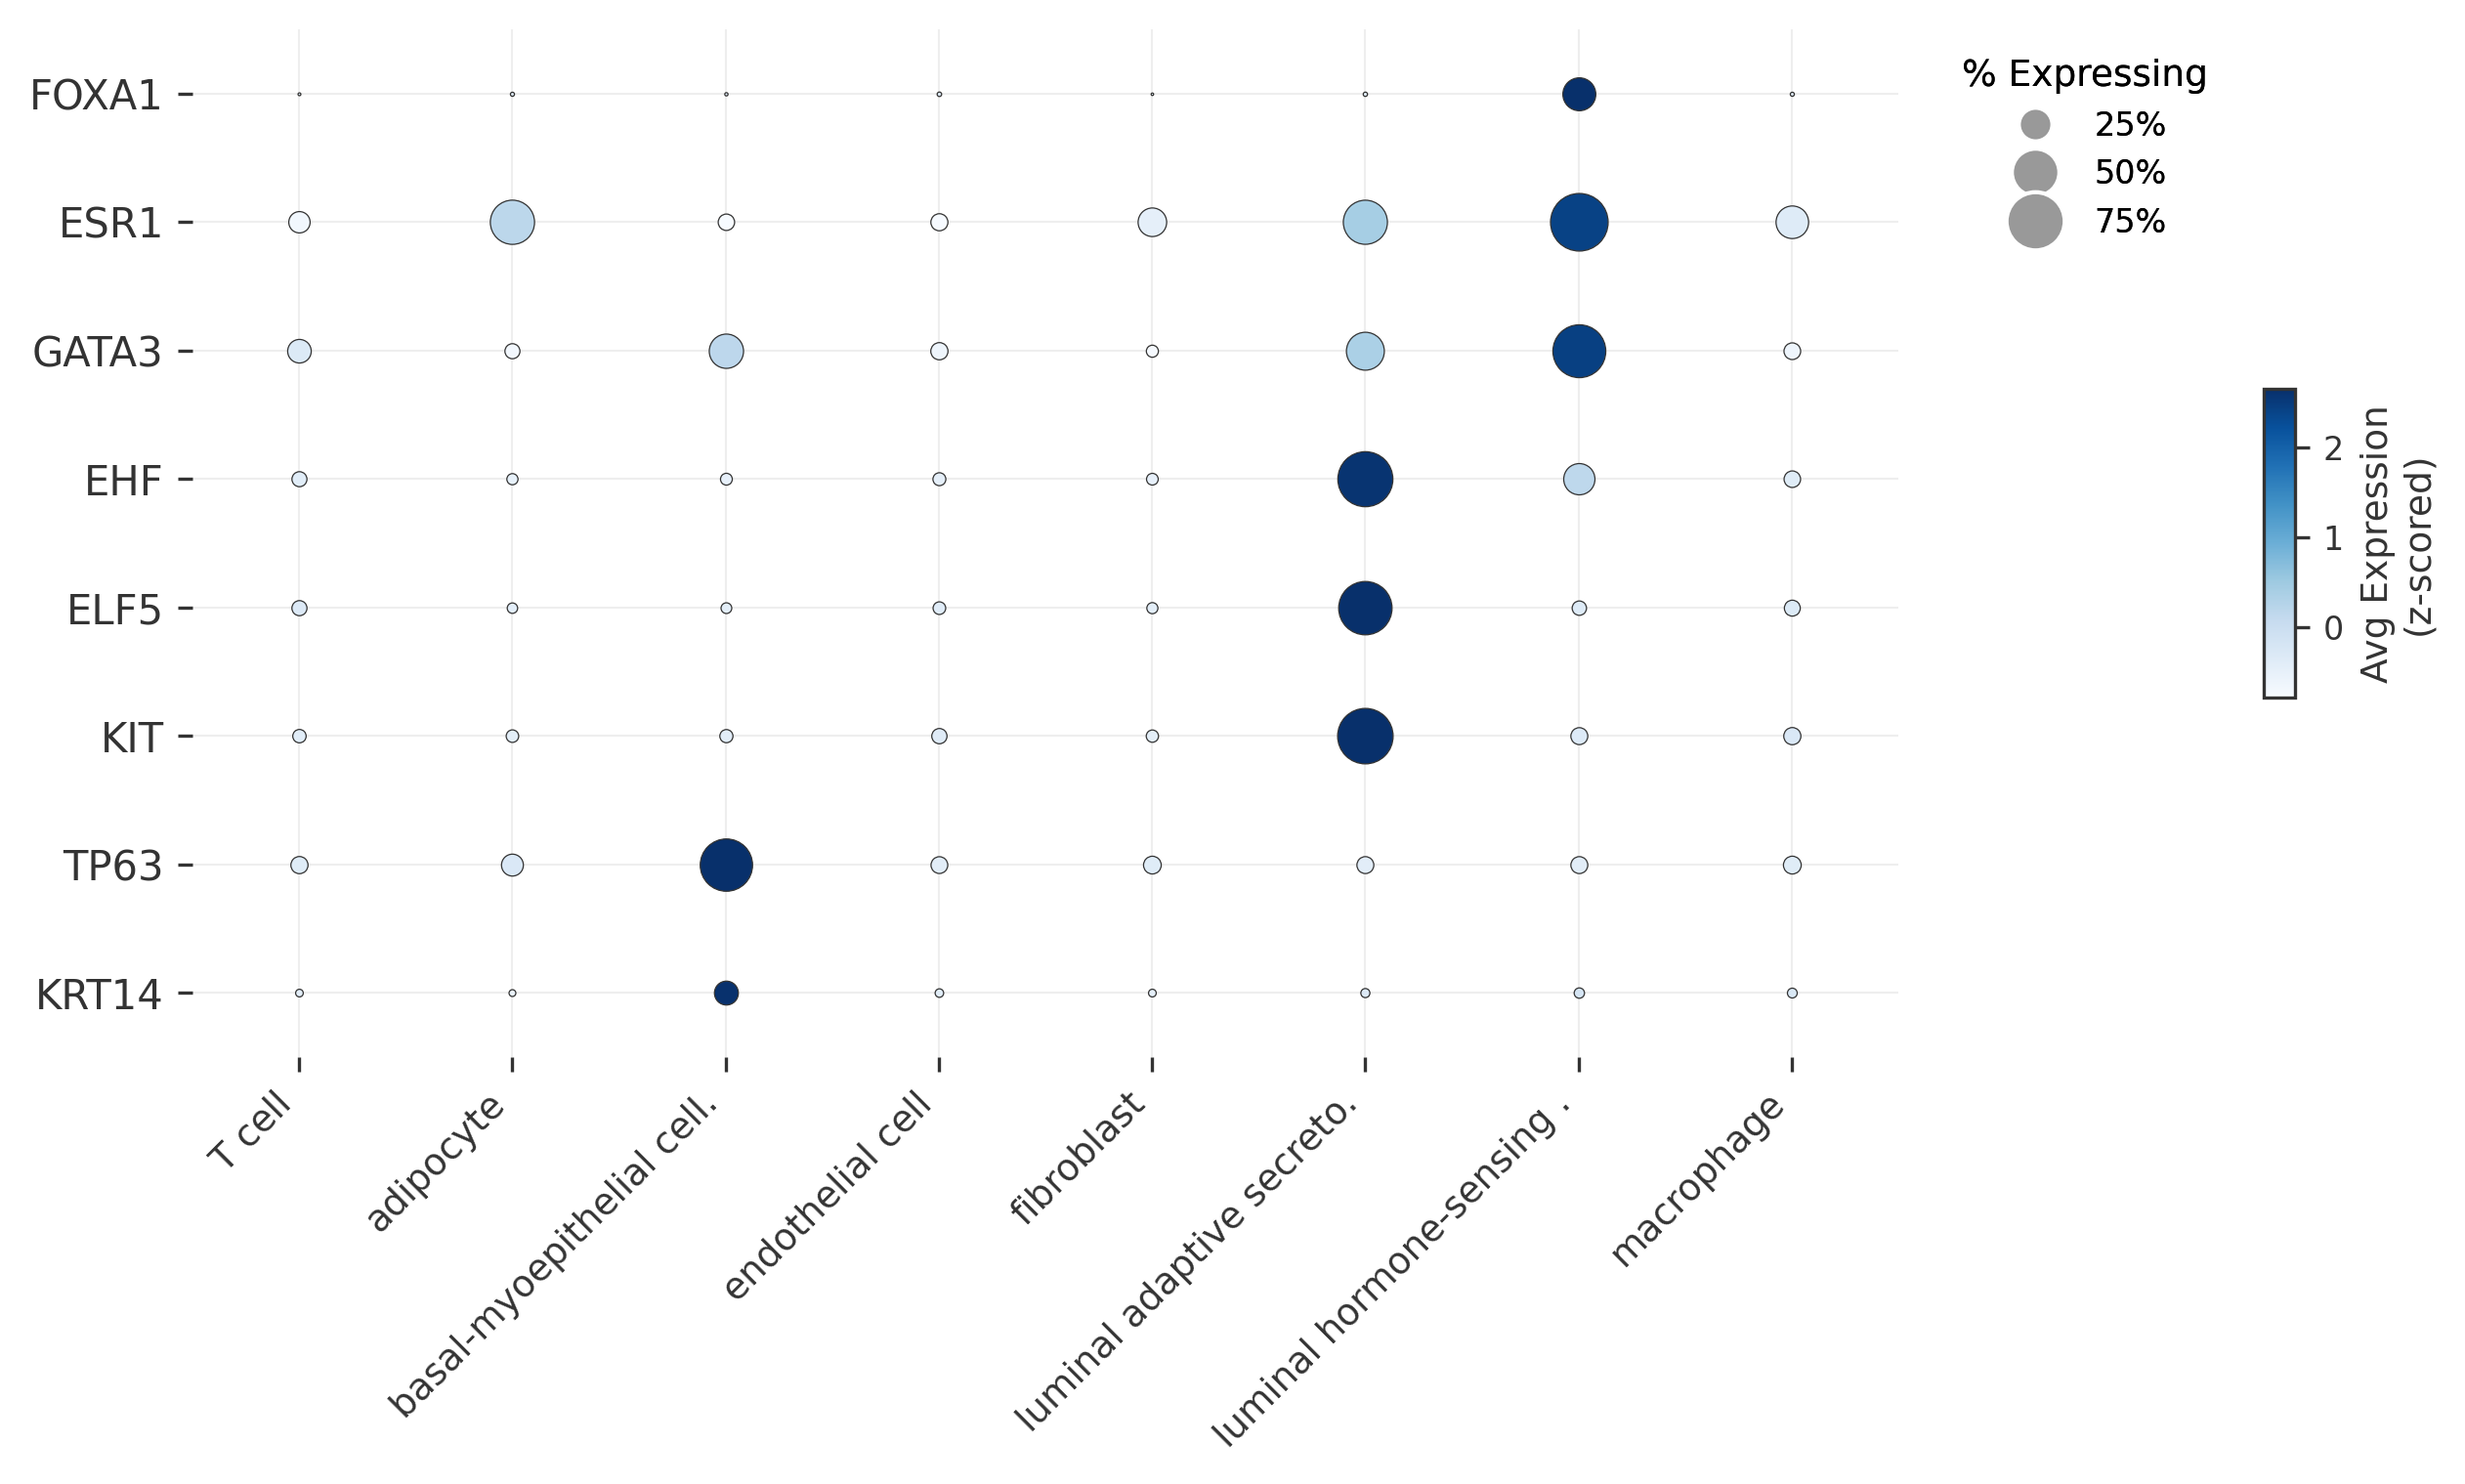 FOXA1
ESR1
GATA3
EHF
ELF5
KIT
TP63
KRT14
T cell
adipocyte
basal-myoepithelial cell.
endothelial cell
fibroblast
luminal adaptive secreto.
luminal hormone-sensing .
macrophage
% Expressing
25%
50%
75%
2
1
0
Avg Expression
(z-scored)